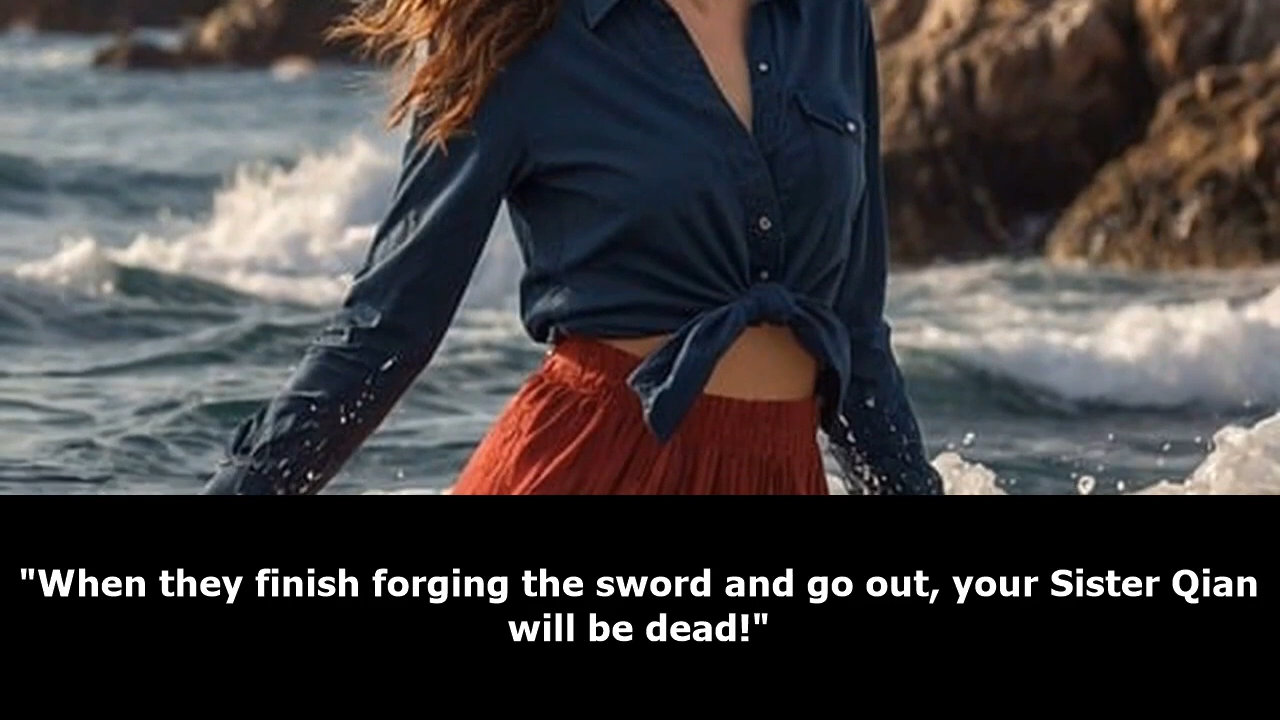 "When they finish forging the sword and go out, your Sister Qian
will be dead!"